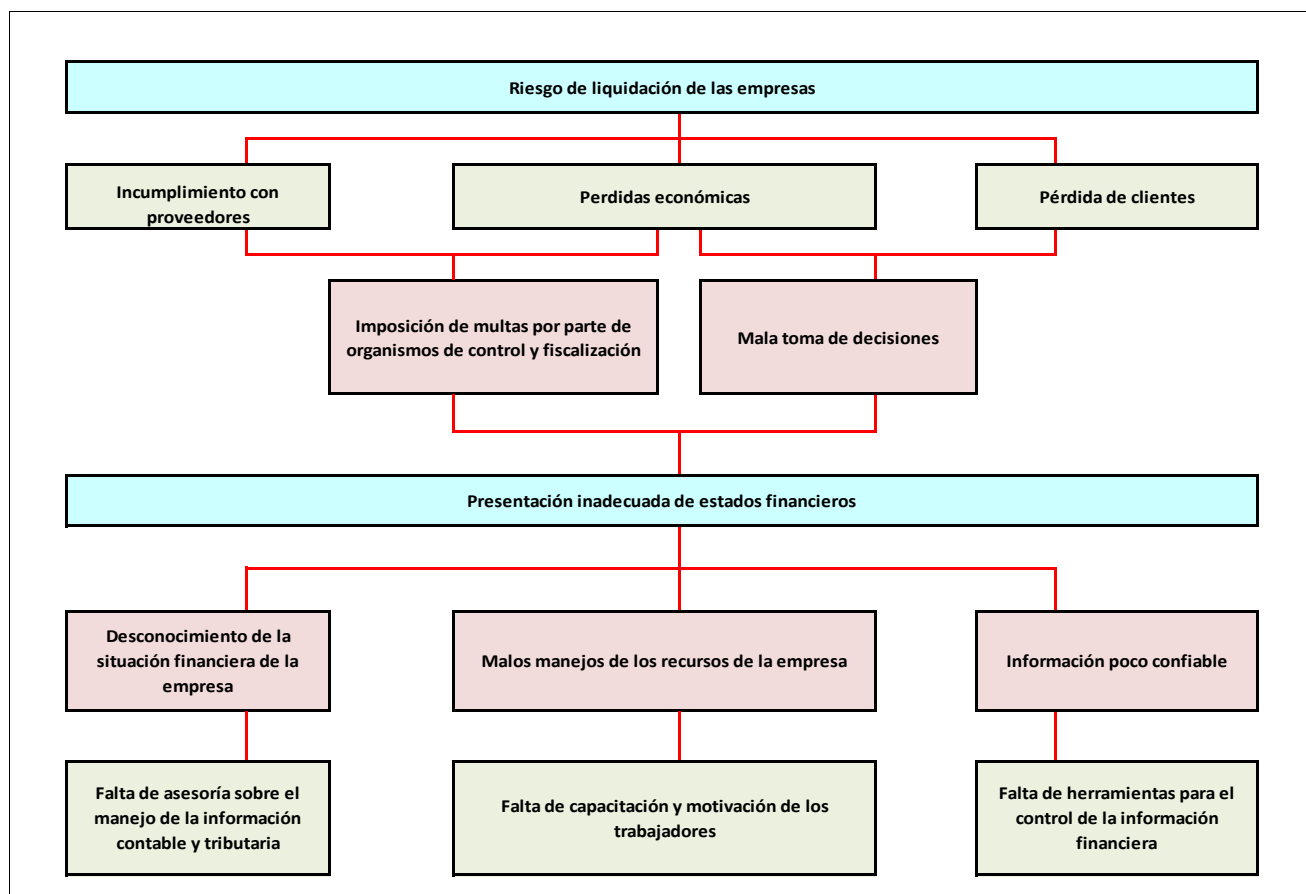 Riesgo de liquidación de las empresas
Incumplimiento con
proveedores
Perdidas económicas
Pérdida de clientes
Imposición de multas por parte de
organismos de control y fiscalización
Mala toma de decisiones
Presentación inadecuada de estados financieros
Desconocimiento de la
situación financiera de la
empresa
Malos manejos de los recursos de la empresa
Información poco confiable
Falta de asesoría sobre el
manejo de la información
contable y tributaria
Falta de capacitación y motivación de los
trabajadores
Falta de herramientas para el
control de la información
financiera